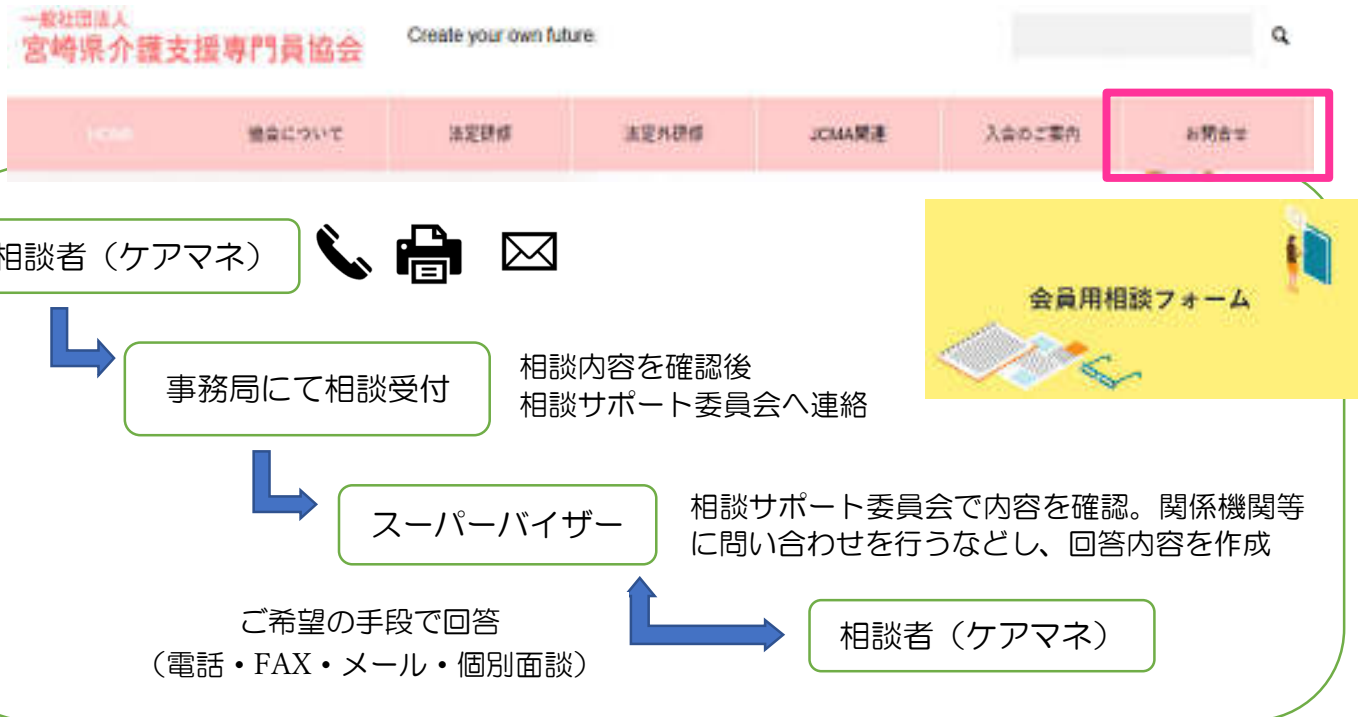 一般社団法人
宮崎県介護支援専門員協会
Create your own future.
HOME 協会について 法定研修 法定外研修 JCMA関連 入会のご案内 お問合せ
相談者（ケアマネ）
会員用相談フォーム
事務局にて相談受付
相談内容を確認後
相談サポート委員会へ連絡
スーパーバイザー
相談サポート委員会で内容を確認。関係機関等
に問い合わせを行うなどし、回答内容を作成
ご希望の手段で回答
（電話・FAX・メール・個別面談）
相談者（ケアマネ）